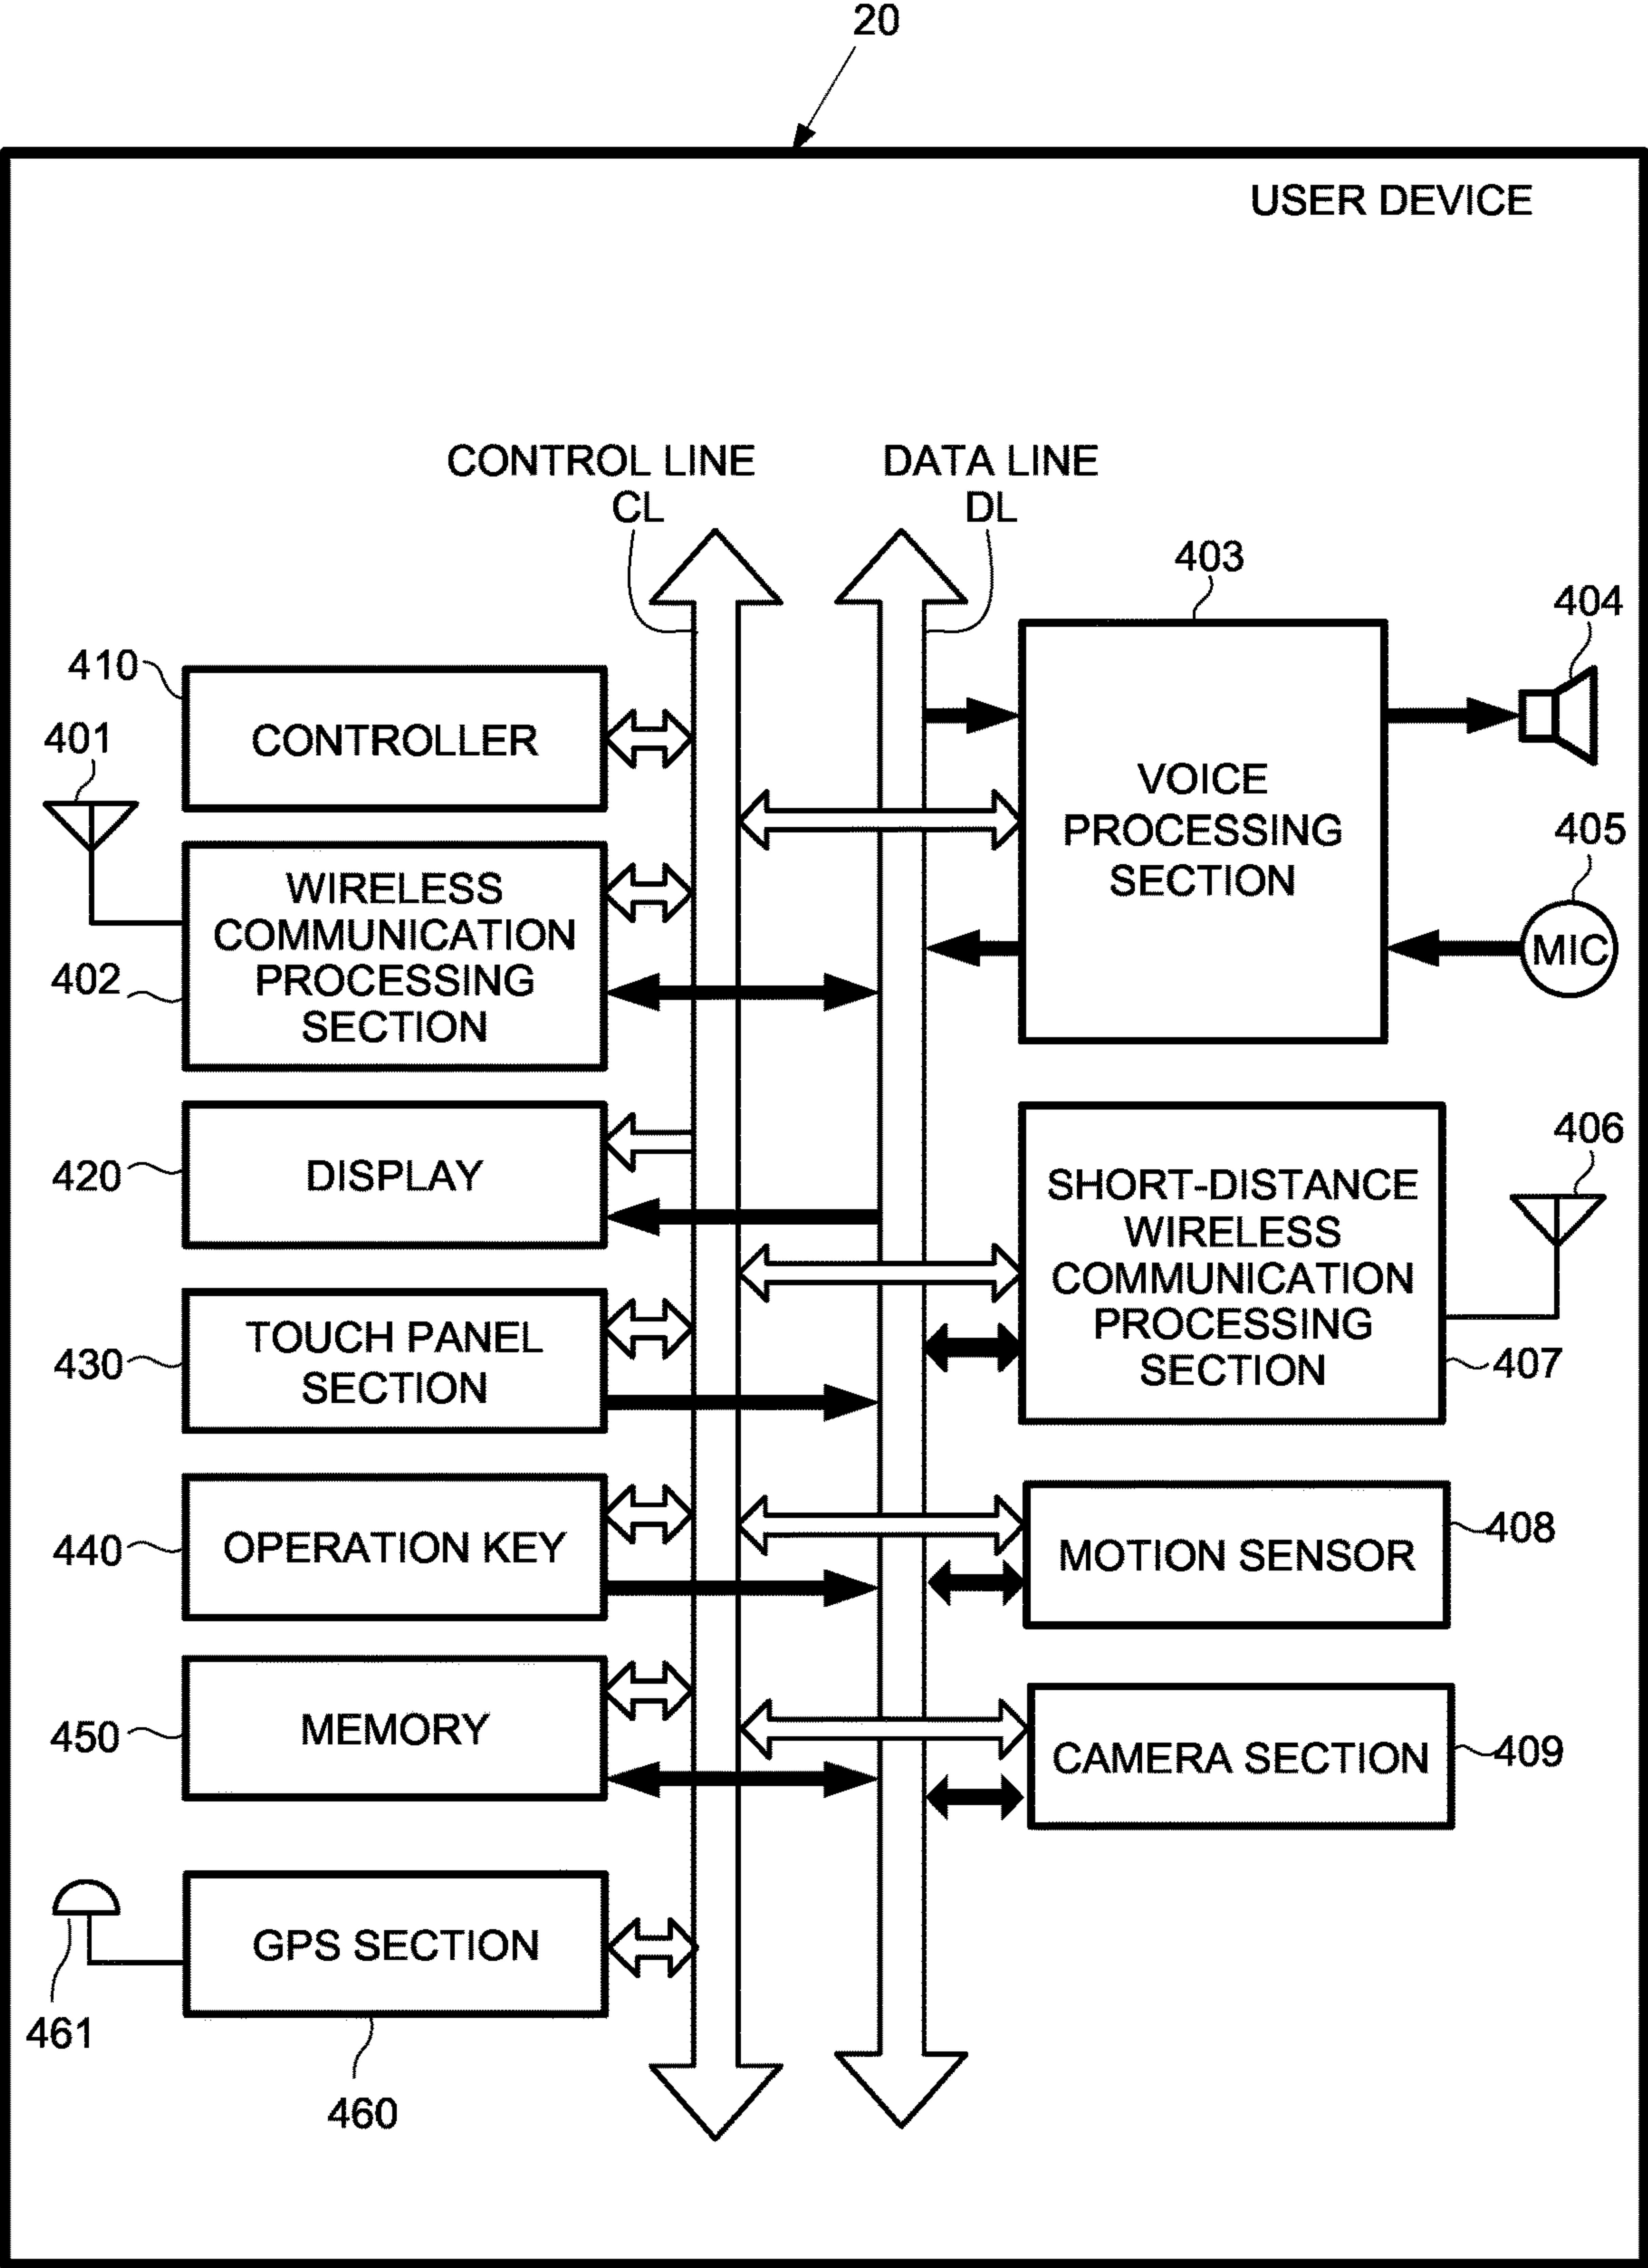 20
USER DEVICE
CONTROL LINE
CL
DATA LINE
DL
410
CONTROLLER
401
402
WIRELESS
COMMUNICATION
PROCESSING
SECTION
420
DISPLAY
430
TOUCH PANEL
SECTION
440
OPERATION KEY
450
MEMORY
461
GPS SECTION
460
403
VOICE
PROCESSING
SECTION
404
405
MIC
406
SHORT-DISTANCE
WIRELESS
COMMUNICATION
PROCESSING
SECTION
407
MOTION SENSOR
408
CAMERA SECTION
409